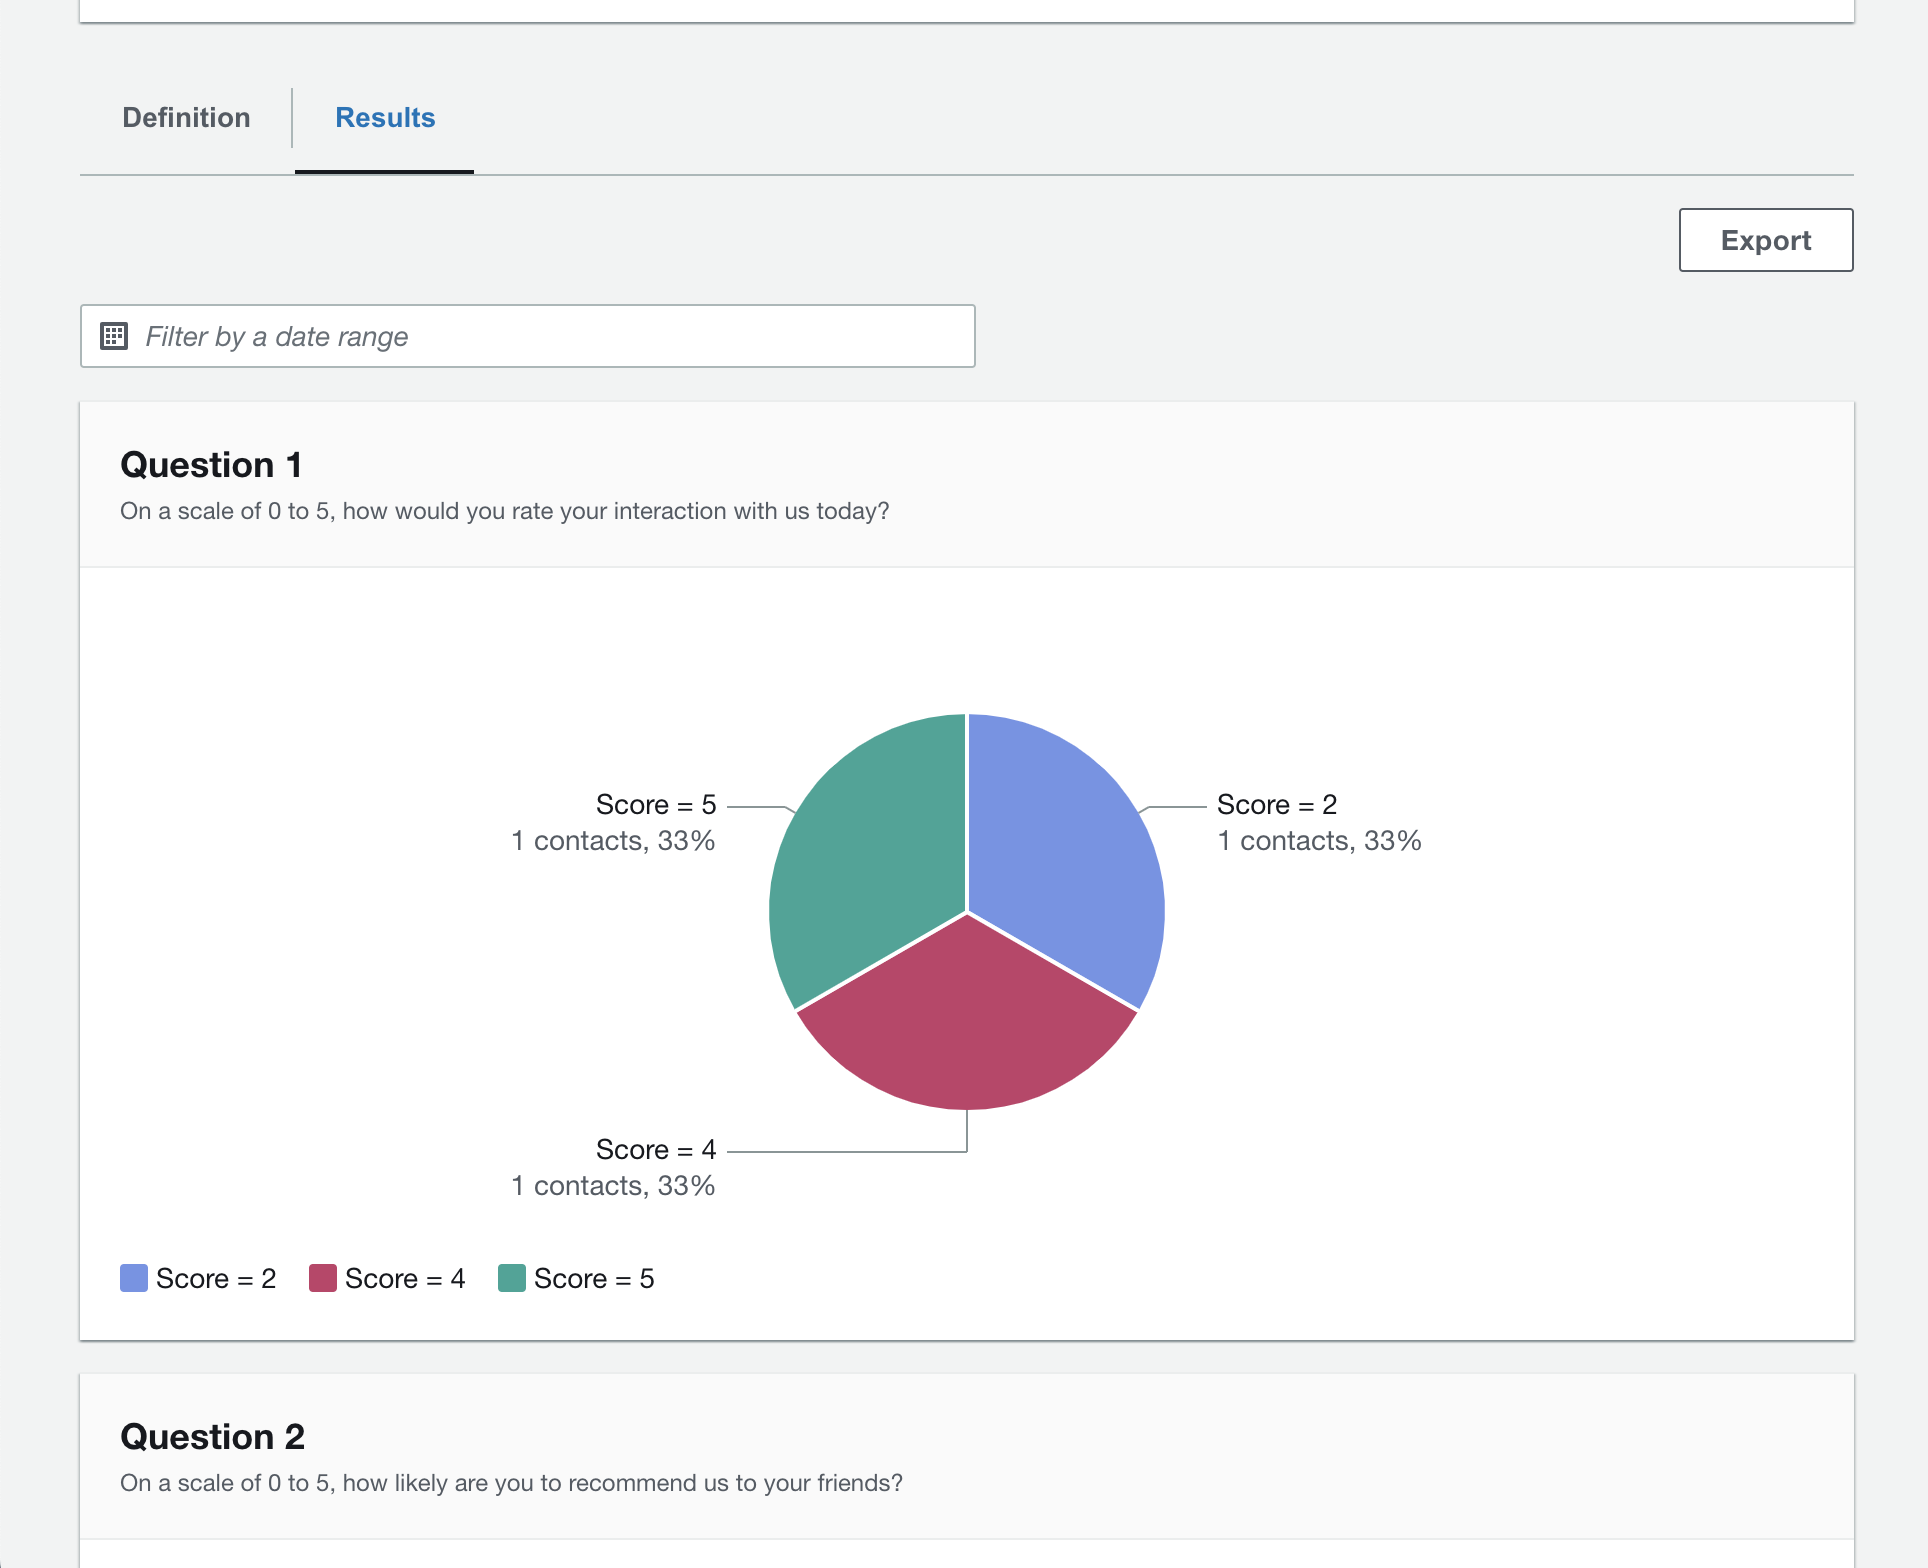 Definition
Results
Export
Filter by a date range
Question 1
On a scale of 0 to 5, how would you rate your interaction with us today?
Score = 5
1 contacts, 33%
Score = 2
1 contacts, 33%
Score = 4
1 contacts, 33%
Score = 2
Score = 4
Score = 5
Question 2
On a scale of 0 to 5, how likely are you to recommend us to your friends?